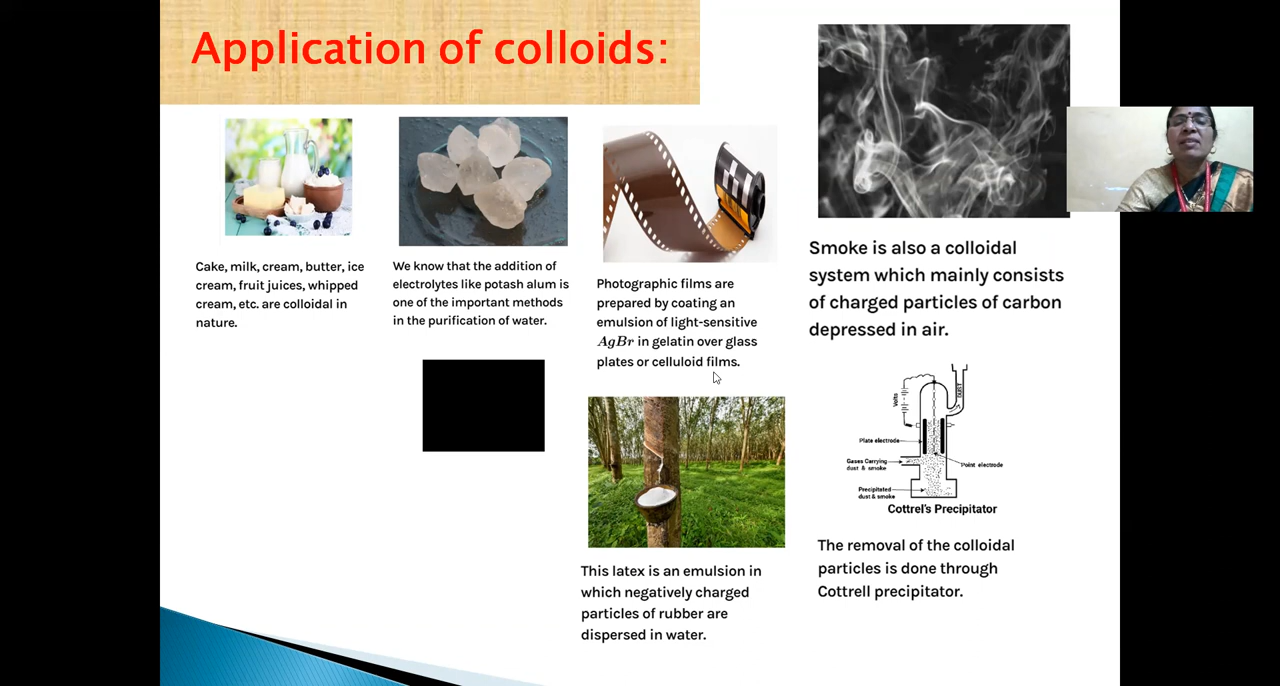 Application of colloids:
Cake, milk, cream, butter, ice
cream, fruit juices, whipped
cream, etc. are colloidal in
nature.
We know that the addition of
electrolytes like potash alum is
one of the important methods
in the purification of water.
Photographic films are
prepared by coating an
emulsion of light-sensitive
AgBr in gelatin over glass
plates or celluloid films.
This latex is an emulsion in
which negatively charged
particles of rubber are
dispersed in water.
Smoke is also a colloidal
system which mainly consists
of charged particles of carbon
depressed in air.
Volts
DUST
Plate electrode
Gases Carrying
dust & smoke
Point electrode
Precipitated
dust & smoke
Cottrel's Precipitator
The removal of the colloidal
particles is done through
Cottrell precipitator.